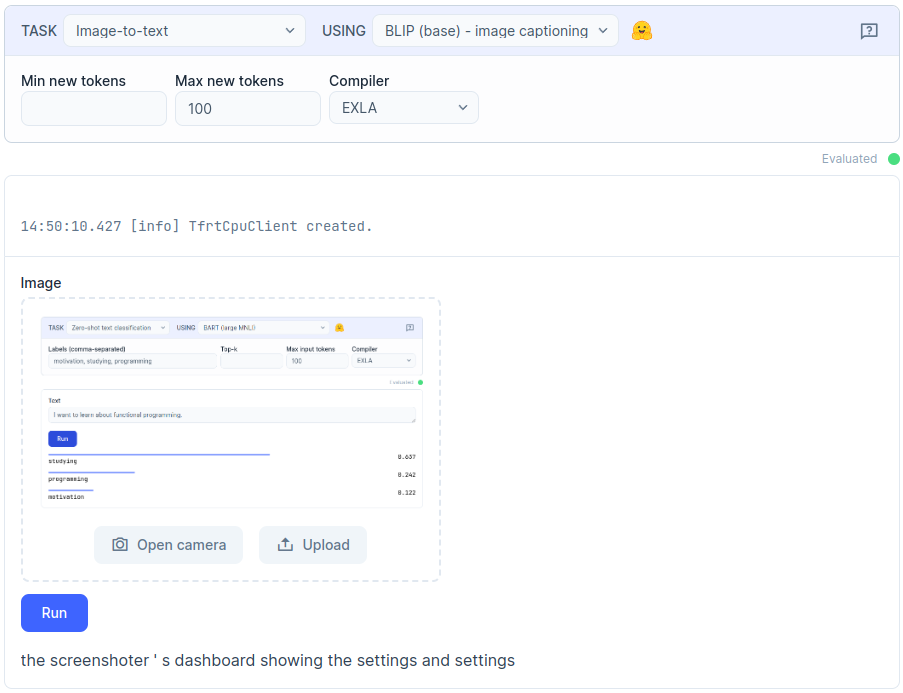 TASK Image-to-text USING BLIP (base) - image captioning
Min new tokens Max new tokens Compiler
100 EXLA
Evaluated
14:50:10.427 [info] TfrtCpuClient created.
Image
TASK Zero-shot text classification USING BART (large MNLI)
Labels (comma-separated) Top-k Max input tokens Compiler
motivation, studying, programming 100 EXLA
Evaluated
Text
I want to learn about functional programming.
Run
studying 0.637
programming 0.242
motivation 0.122
Open camera Upload
Run
the screenshoter ' s dashboard showing the settings and settings